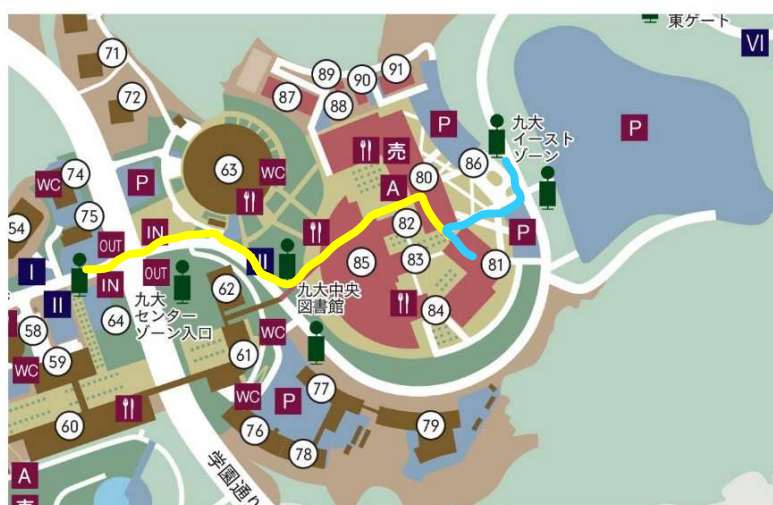 東ゲート
VI
71
72
89
90
91
87
88
P
P
九大
イースト
ゾーン
86
74
WC
P
63
WC
売
80
A
75
54
OUT
IN
82
P
I
IN
OUT
II
III
85
83
81
九大
センター
ゾーン入口
62
九大中央
図書館
58
64
84
WC
59
WC
61
77
WC
P
60
76
78
79
学園通り
A
売